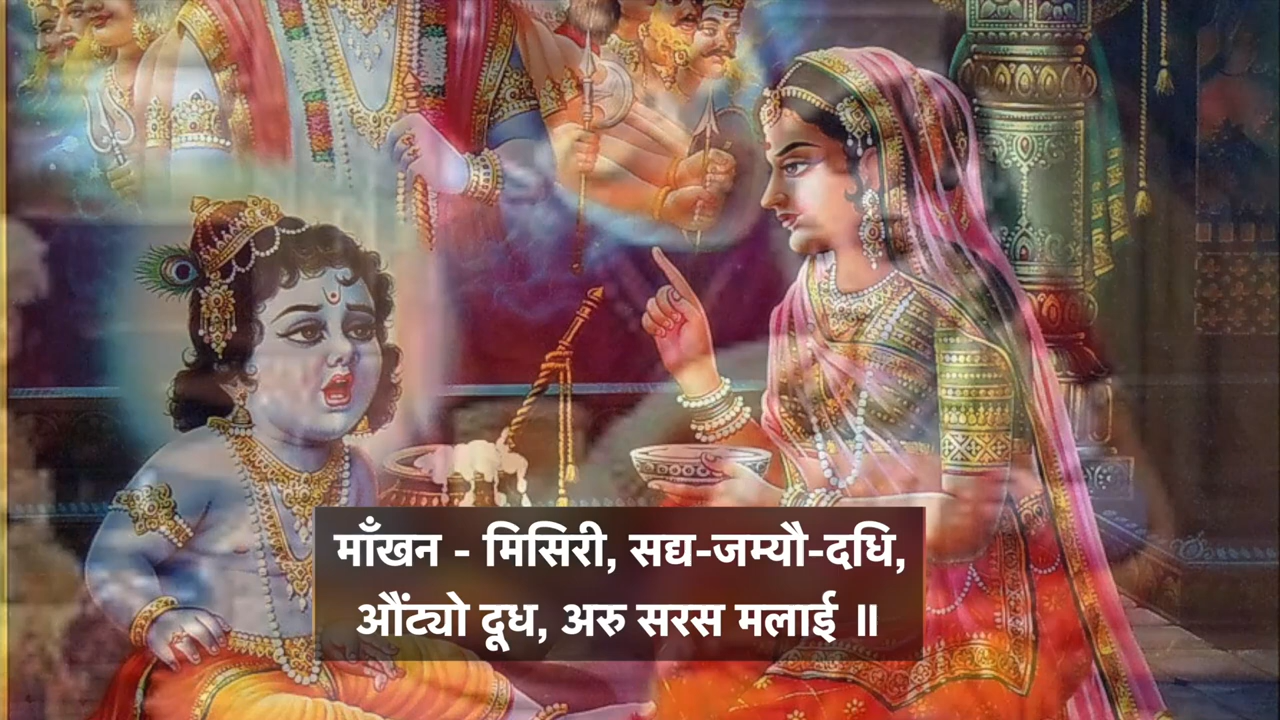 माँखन - मिसिरी, सद्य-जम्यौ-दधि,
औंट्यो दूध, अरु सरस मलाई ॥